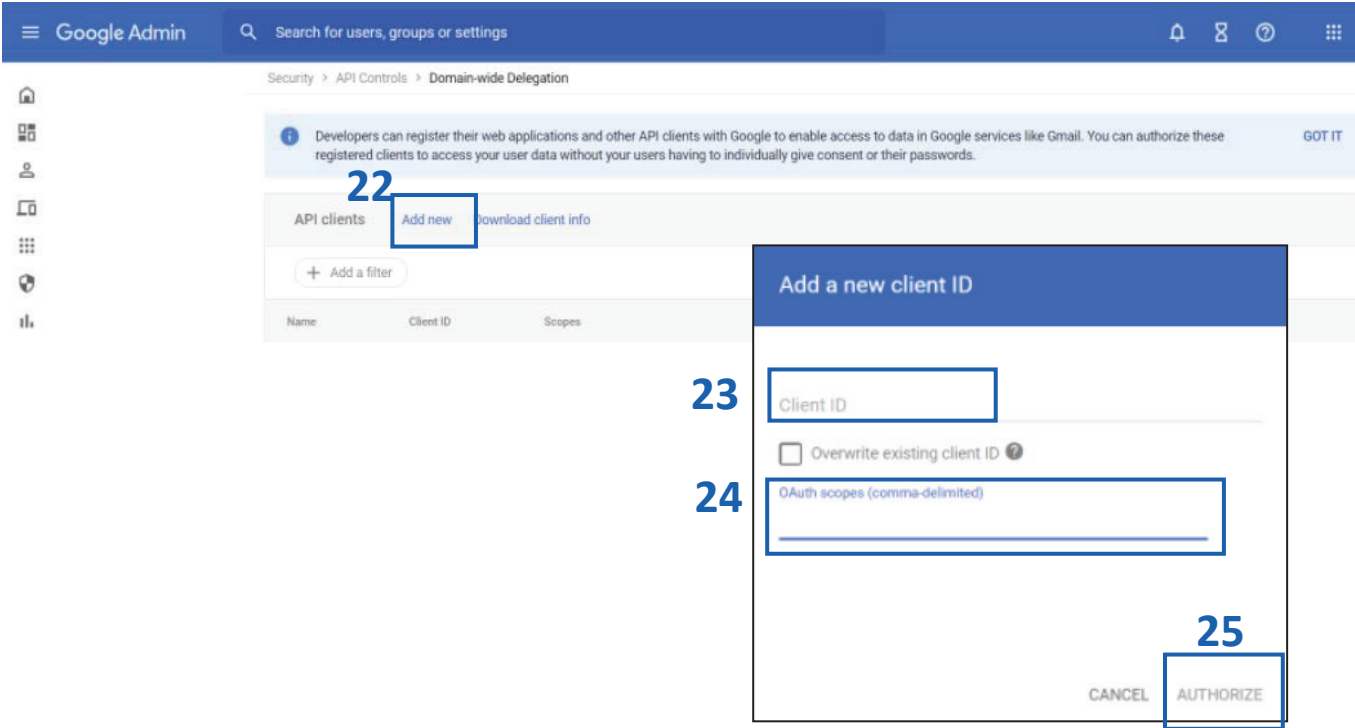 Google Admin
Search for users, groups or settings
Security > API Controls > Domain-wide Delegation
Developers can register their web applications and other API clients with Google to enable access to data in Google services like Gmail. You can authorize these
registered clients to access your user data without your users having to individually give consent or their passwords.
GOT IT
22
API clients Add new Download client info
+ Add a filter
Name Client ID Scopes
Add a new client ID
23
Client ID
Overwrite existing client ID
24
OAuth scopes (comma-delimited)
25
CANCEL AUTHORIZE